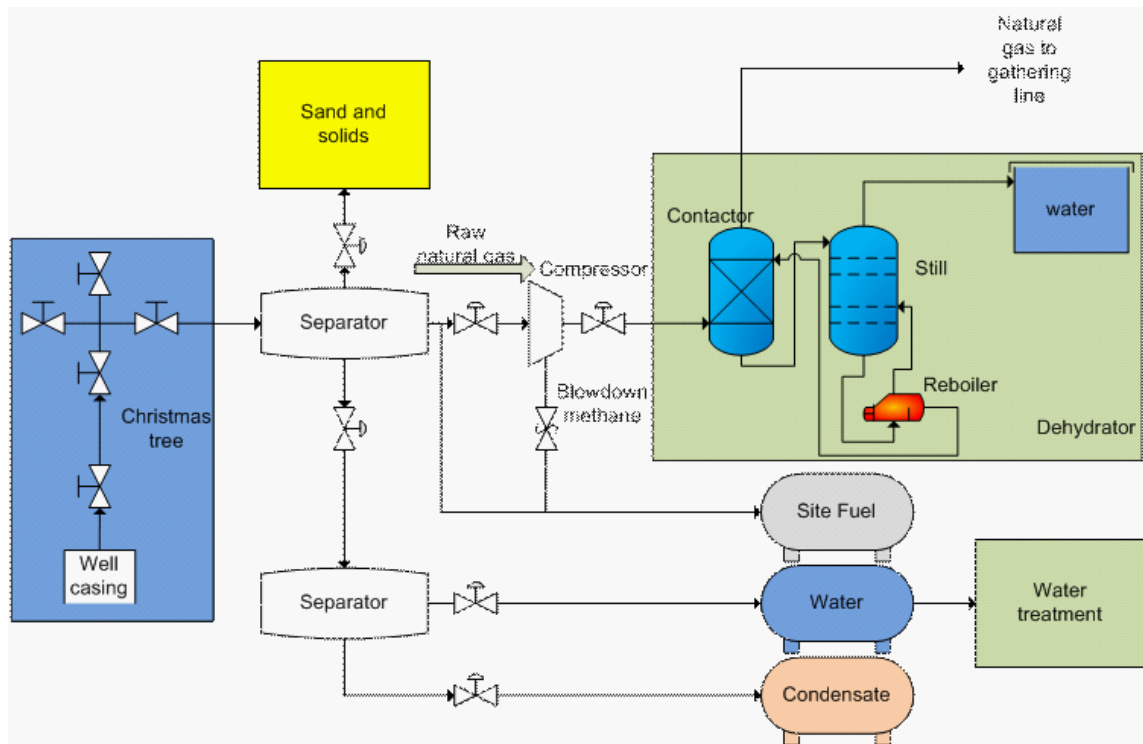 Natural
gas to
gathering
line
Sand and
solids
Raw
natural gas
Compressor
Contactor
water
Still
Separator
Christmas
tree
Blowdown
methane
Reboiler
Dehydrator
Well
casing
Site Fuel
Separator
Water
Water
treatment
Condensate